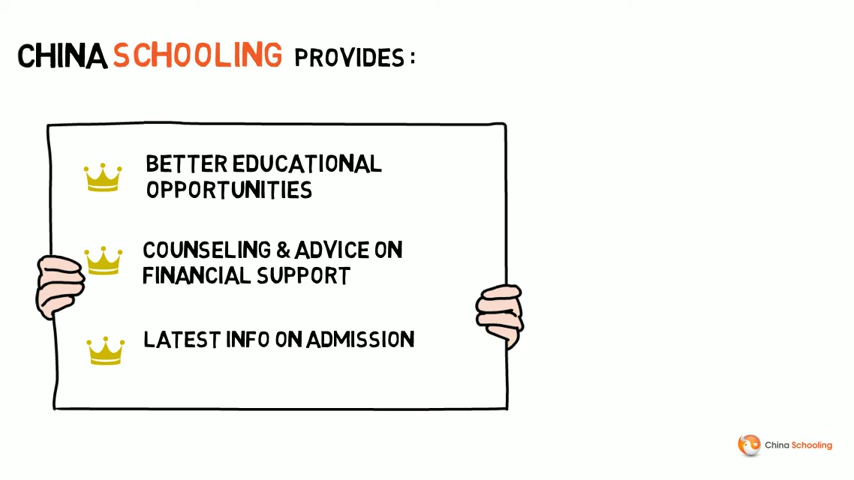 CHINA SCHOOLING PROVIDES :
BETTER EDUCATIONAL
OPPORTUNITIES
COUNSELING & ADVICE ON
FINANCIAL SUPPORT
LATEST INFO ON ADMISSION
China Schooling